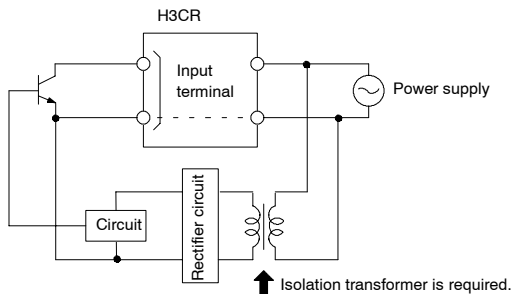 H3CR
Input
terminal
Power supply
Circuit
Rectifier circuit
Isolation transformer is required.